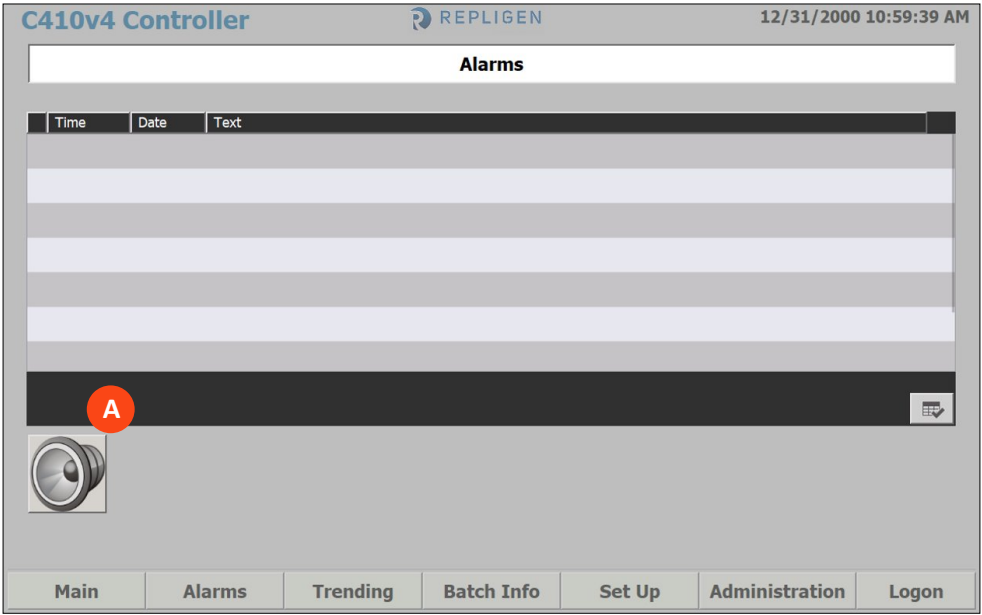 C410v4 Controller REPLIGEN 12/31/2000 10:59:39 AM
Alarms
Time Date Text
A
Main Alarms Trending Batch Info Set Up Administration Logon